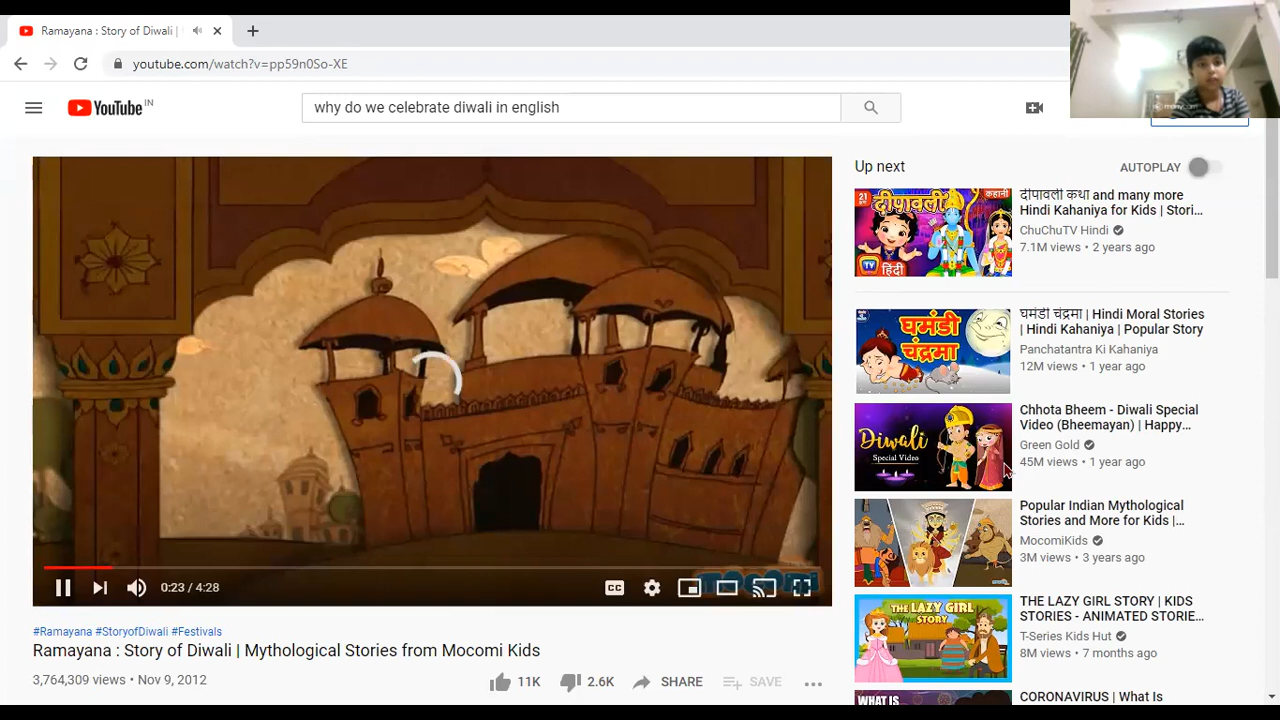 Ramayana : Story of Diwali |
youtube.com/watch?v=pp59n0So-XE
YouTube IN
why do we celebrate diwali in english
Up next
AUTOPLAY
21
दीपावली
कहानी
TV हिंदी
दीपावली कथा and many more
Hindi Kahaniya for Kids | Stori...
ChuChuTV Hindi
7.1M views • 2 years ago
घमंडी
चंद्रमा
घमंडी चंद्रमा | Hindi Moral Stories
| Hindi Kahaniya | Popular Story
Panchatantra Ki Kahaniya
12M views • 1 year ago
Diwali
Special Video
Chhota Bheem - Diwali Special
Video (Bheemayan) | Happy...
Green Gold
45M views • 1 year ago
Popular Indian Mythological
Stories and More for Kids |...
MocomiKids
3M views • 3 years ago
THE LAZY GIRL
STORY
THE LAZY GIRL STORY | KIDS
STORIES - ANIMATED STORIE...
T-Series Kids Hut
8M views • 7 months ago
WHAT IS
CORONAVIRUS | What Is
0:23 / 4:28
CC
#Ramayana #StoryofDiwali #Festivals
Ramayana : Story of Diwali | Mythological Stories from Mocomi Kids
3,764,309 views • Nov 9, 2012
11K
2.6K
SHARE
SAVE